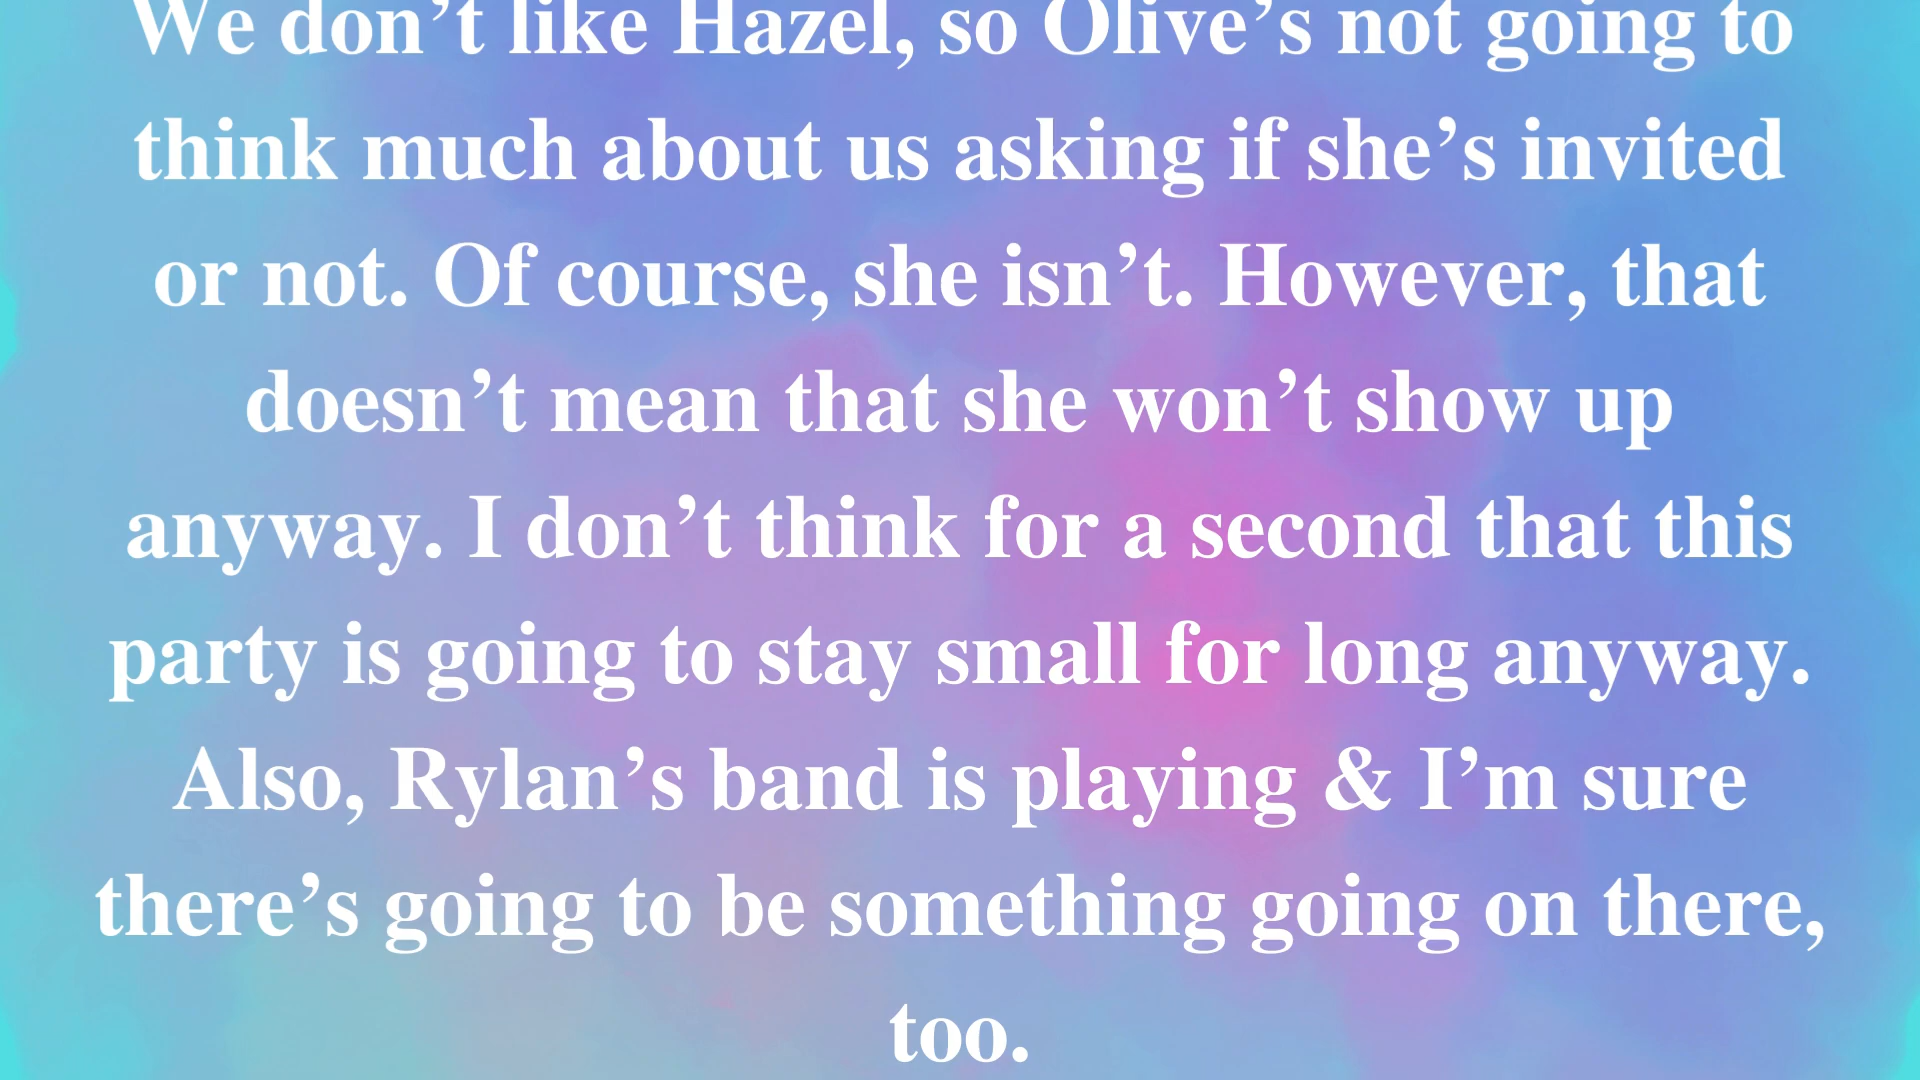 We don’t like Hazel, so Olive’s not going to
think much about us asking if she’s invited
or not. Of course, she isn’t. However, that
doesn’t mean that she won’t show up
anyway. I don’t think for a second that this
party is going to stay small for long anyway.
Also, Rylan’s band is playing & I’m sure
there’s going to be something going on there,
too.